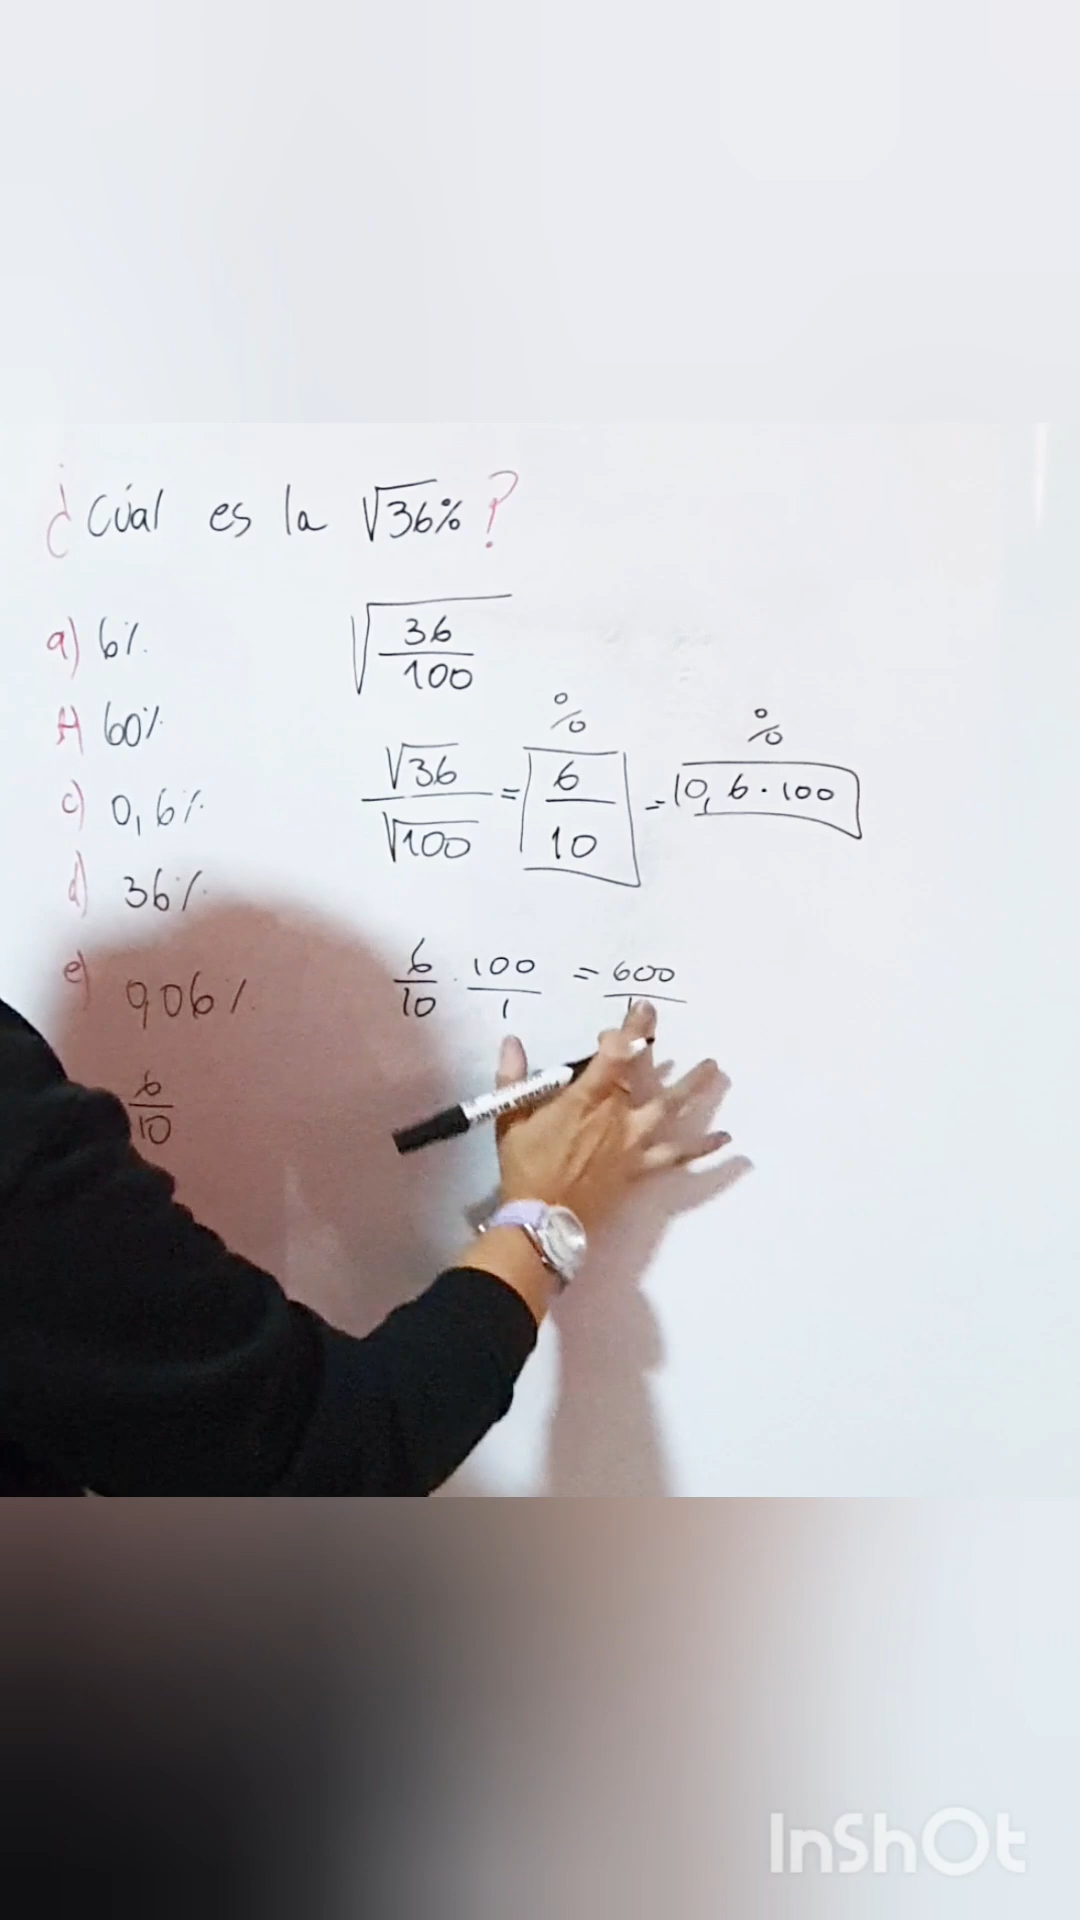 ¿Cúal es la √36%?
a) 6%
√(36/100)
b) 60%
% %
√36/√100 = 6/10 = 0,6·100
c) 0,6%
d) 36%
e) 906%
6/10 · 100/1 = 600
6/10
InShOt